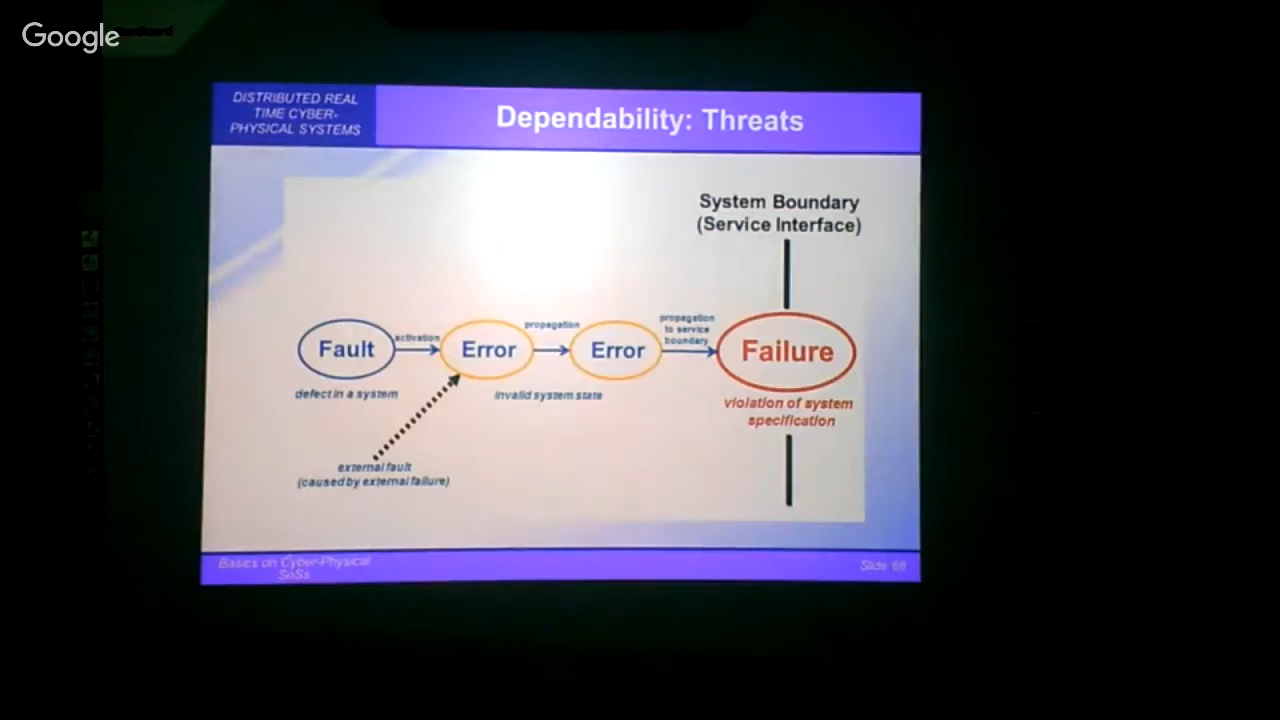 Google
DISTRIBUTED REAL
TIME CYBER-
PHYSICAL SYSTEMS
Dependability: Threats
System Boundary
(Service Interface)
Fault
activation
Error
propagation
Error
propagation
to service
boundary
Failure
defect in a system
invalid system state
violation of system
specification
external fault
(caused by external failure)
Basics on Cyber-Physical
SoSs
Slide 68